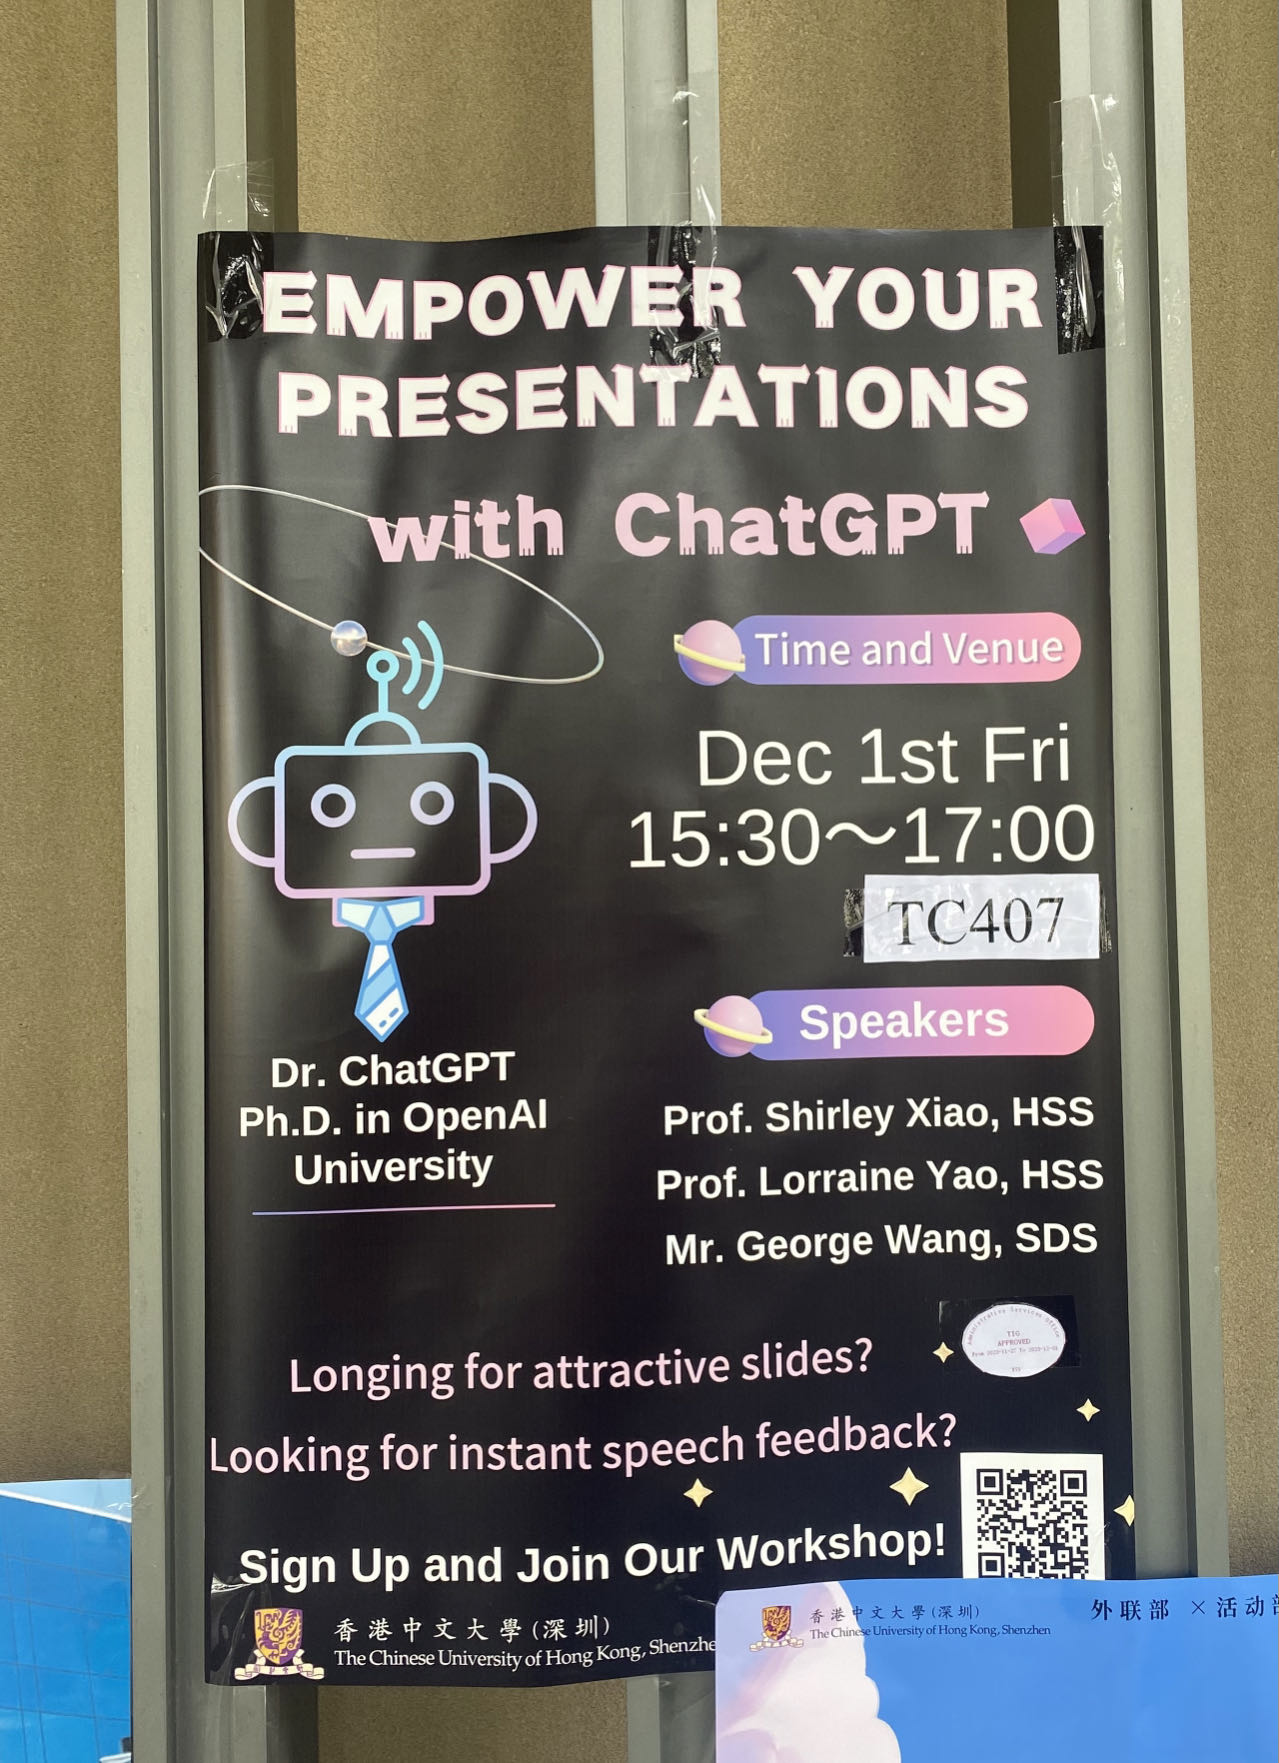 EMPOWER YOUR
PRESENTATIONS
with ChatGPT
Time and Venue
Dec 1st Fri
15:30～17:00
TC407
Speakers
Prof. Shirley Xiao, HSS
Prof. Lorraine Yao, HSS
Mr. George Wang, SDS
Dr. ChatGPT
Ph.D. in OpenAI
University
Administrative Services Office
APPROVED
Longing for attractive slides?
Looking for instant speech feedback?
Sign Up and Join Our Workshop!
香港中文大學(深圳)
The Chinese University of Hong Kong, Shenzhe
香港中文大學(深圳)
The Chinese University of Hong Kong, Shenzhen
外联部 × 活动